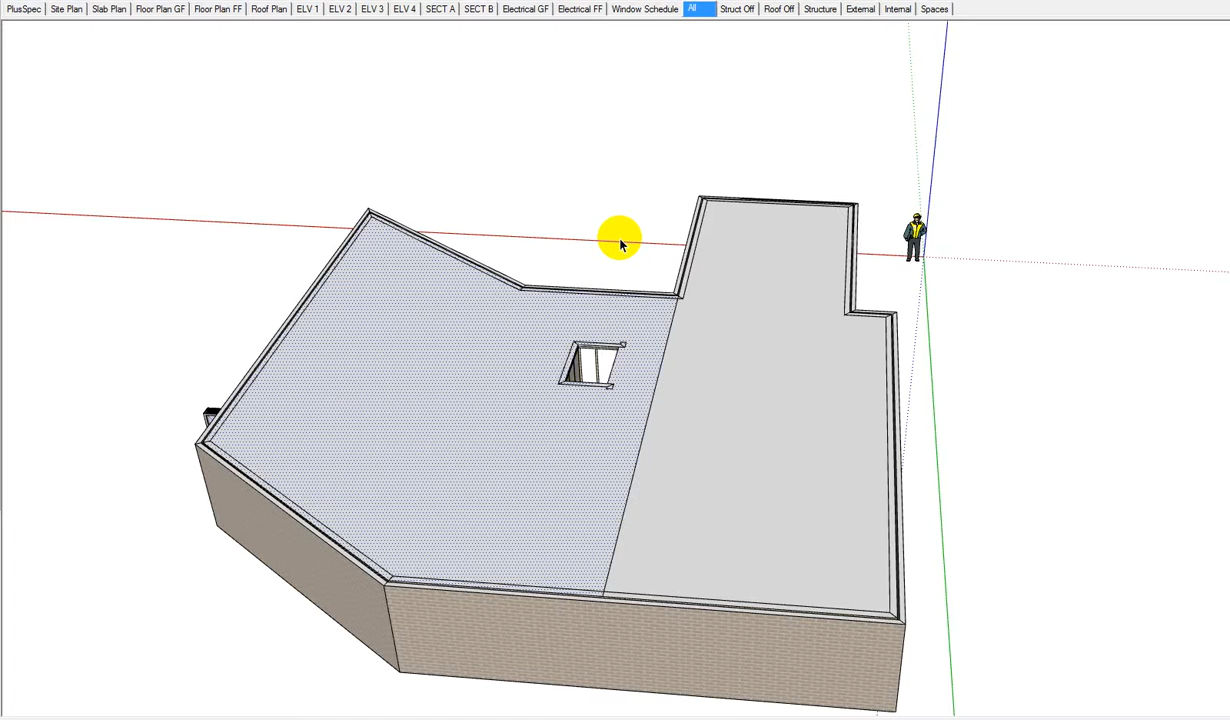 PlusSpec Site Plan Slab Plan Floor Plan GF Floor Plan FF Roof Plan ELV 1 ELV 2 ELV 3 ELV 4 SECT A SECT B Electrical GF Electrical FF Window Schedule All Struct Off Roof Off Structure External Internal Spaces